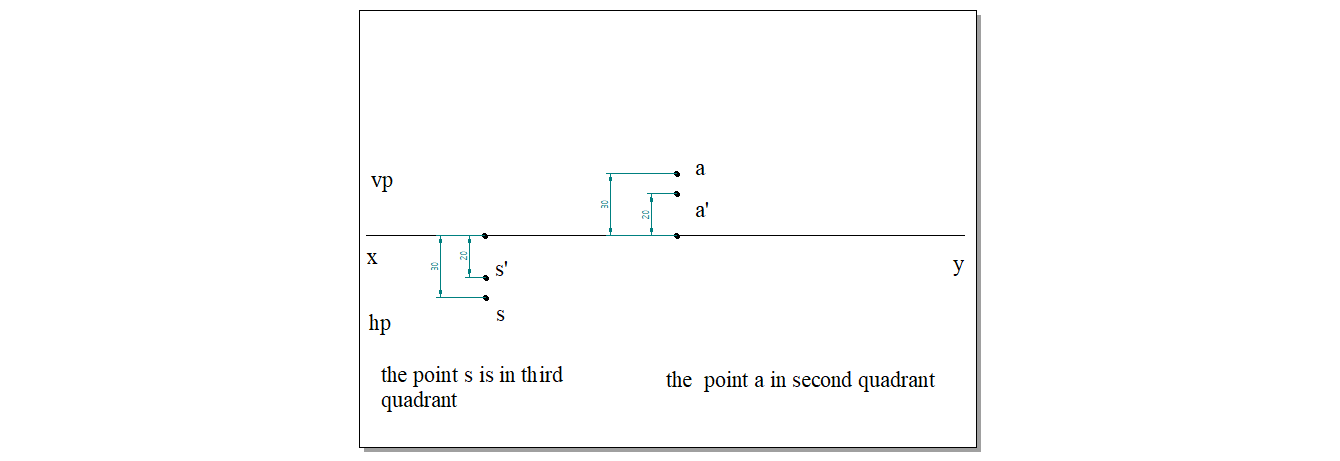 vp
a
30
20
a'
x
30
20
s'
y
s
hp
the point s is in third
quadrant
the point a in second quadrant